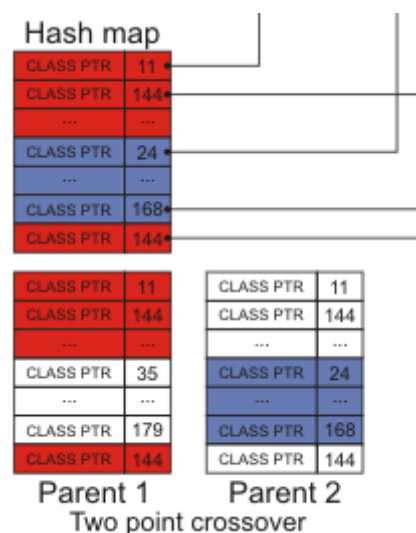 Hash map
CLASS PTR 11
CLASS PTR 144
... ...
CLASS PTR 24
... ...
CLASS PTR 168
CLASS PTR 144
CLASS PTR 11
CLASS PTR 144
... ...
CLASS PTR 35
... ...
CLASS PTR 179
CLASS PTR 144
Parent 1
CLASS PTR 11
CLASS PTR 144
... ...
CLASS PTR 24
... ...
CLASS PTR 168
CLASS PTR 144
Parent 2
Two point crossover